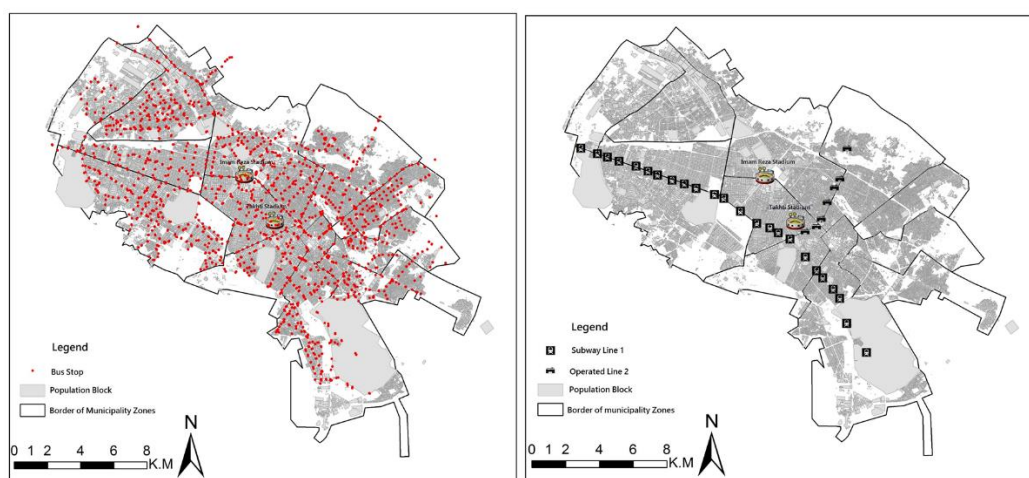 Imam Reza Stadium
Takhti Stadium
Legend
Bus Stop
Population Block
Border of Municipality Zones
N
0 1 2 4 6 8
K.M
Imam Reza Stadium
Takhti Stadium
Legend
Subway Line 1
Operated Line 2
Population Block
Border of municipality Zones
N
0 1 2 4 6 8
K.M